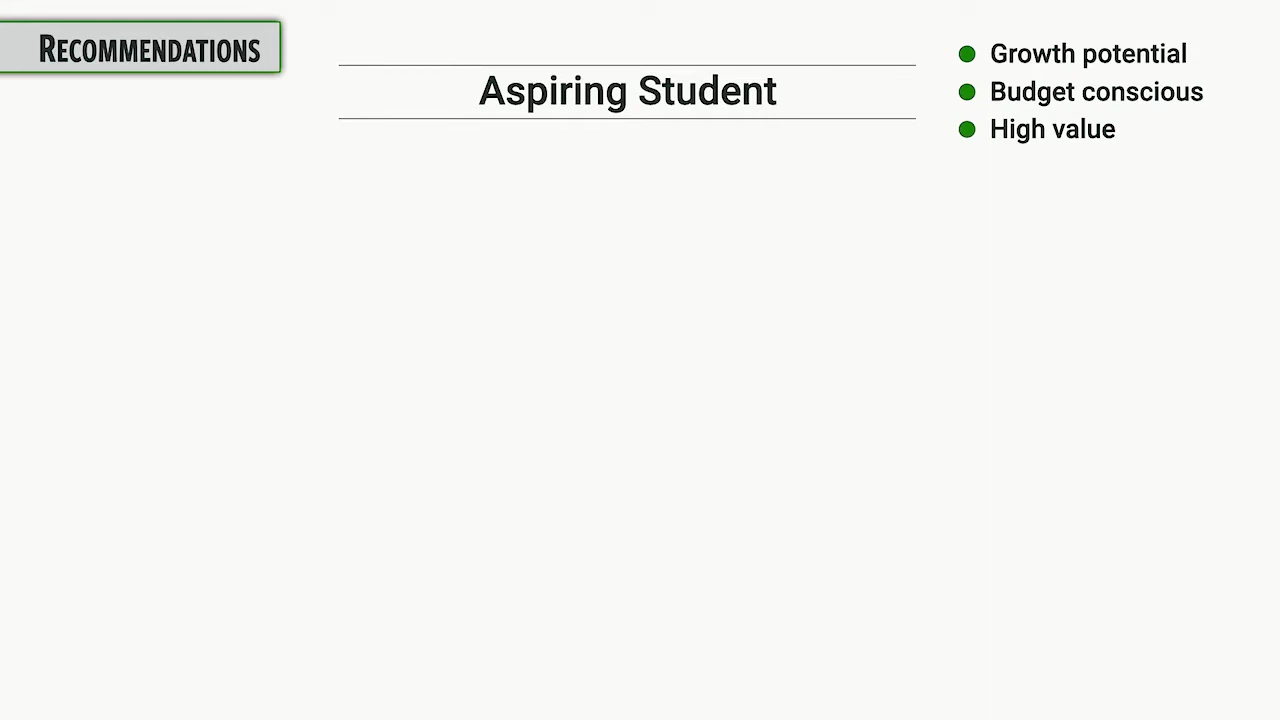 RECOMMENDATIONS
Aspiring Student
Growth potential
Budget conscious
High value